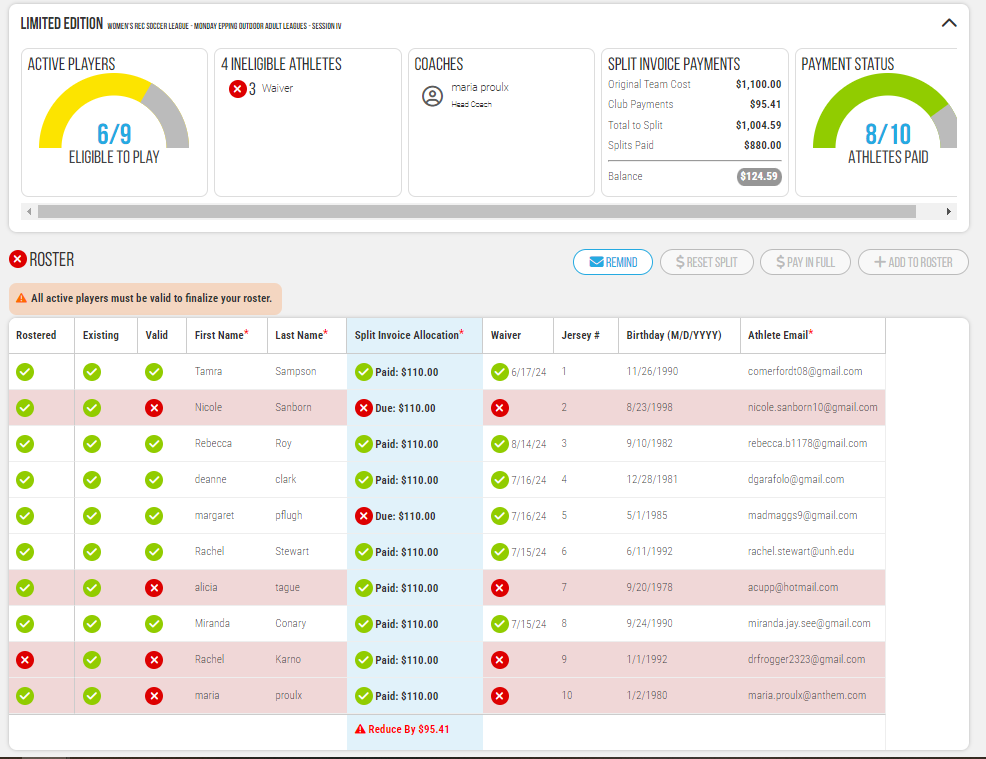 LIMITED EDITION WOMEN'S REC SOCCER LEAGUE - MONDAY EPPING OUTDOOR ADULT LEAGUES - SESSION IV
ACTIVE PLAYERS
6/9
ELIGIBLE TO PLAY
4 INELIGIBLE ATHLETES
3 Waiver
COACHES
maria proulx
Head Coach
SPLIT INVOICE PAYMENTS
Original Team Cost $1,100.00
Club Payments $95.41
Total to Split $1,004.59
Splits Paid $880.00
Balance $124.59
PAYMENT STATUS
8/10
ATHLETES PAID
ROSTER
REMIND $ RESET SPLIT $ PAY IN FULL + ADD TO ROSTER
All active players must be valid to finalize your roster.
Rostered Existing Valid First Name* Last Name* Split Invoice Allocation* Waiver Jersey # Birthday (M/D/YYYY) Athlete Email*
Tamra Sampson Paid: $110.00 6/17/24 1 11/26/1990 comerfordt08@gmail.com
Nicole Sanborn Due: $110.00 2 8/23/1998 nicole.sanborn10@gmail.com
Rebecca Roy Paid: $110.00 8/14/24 3 9/10/1982 rebecca.b1178@gmail.com
deanne clark Paid: $110.00 7/16/24 4 12/28/1981 dgarafolo@gmail.com
margaret pflugh Due: $110.00 7/16/24 5 5/1/1985 madmaggs9@gmail.com
Rachel Stewart Paid: $110.00 7/15/24 6 6/11/1992 rachel.stewart@unh.edu
alicia tague Paid: $110.00 7 9/20/1978 acupp@hotmail.com
Miranda Conary Paid: $110.00 7/15/24 8 9/24/1990 miranda.jay.see@gmail.com
Rachel Karno Paid: $110.00 9 1/1/1992 drfrogger2323@gmail.com
maria proulx Paid: $110.00 10 1/2/1980 maria.proulx@anthem.com
Reduce By $95.41